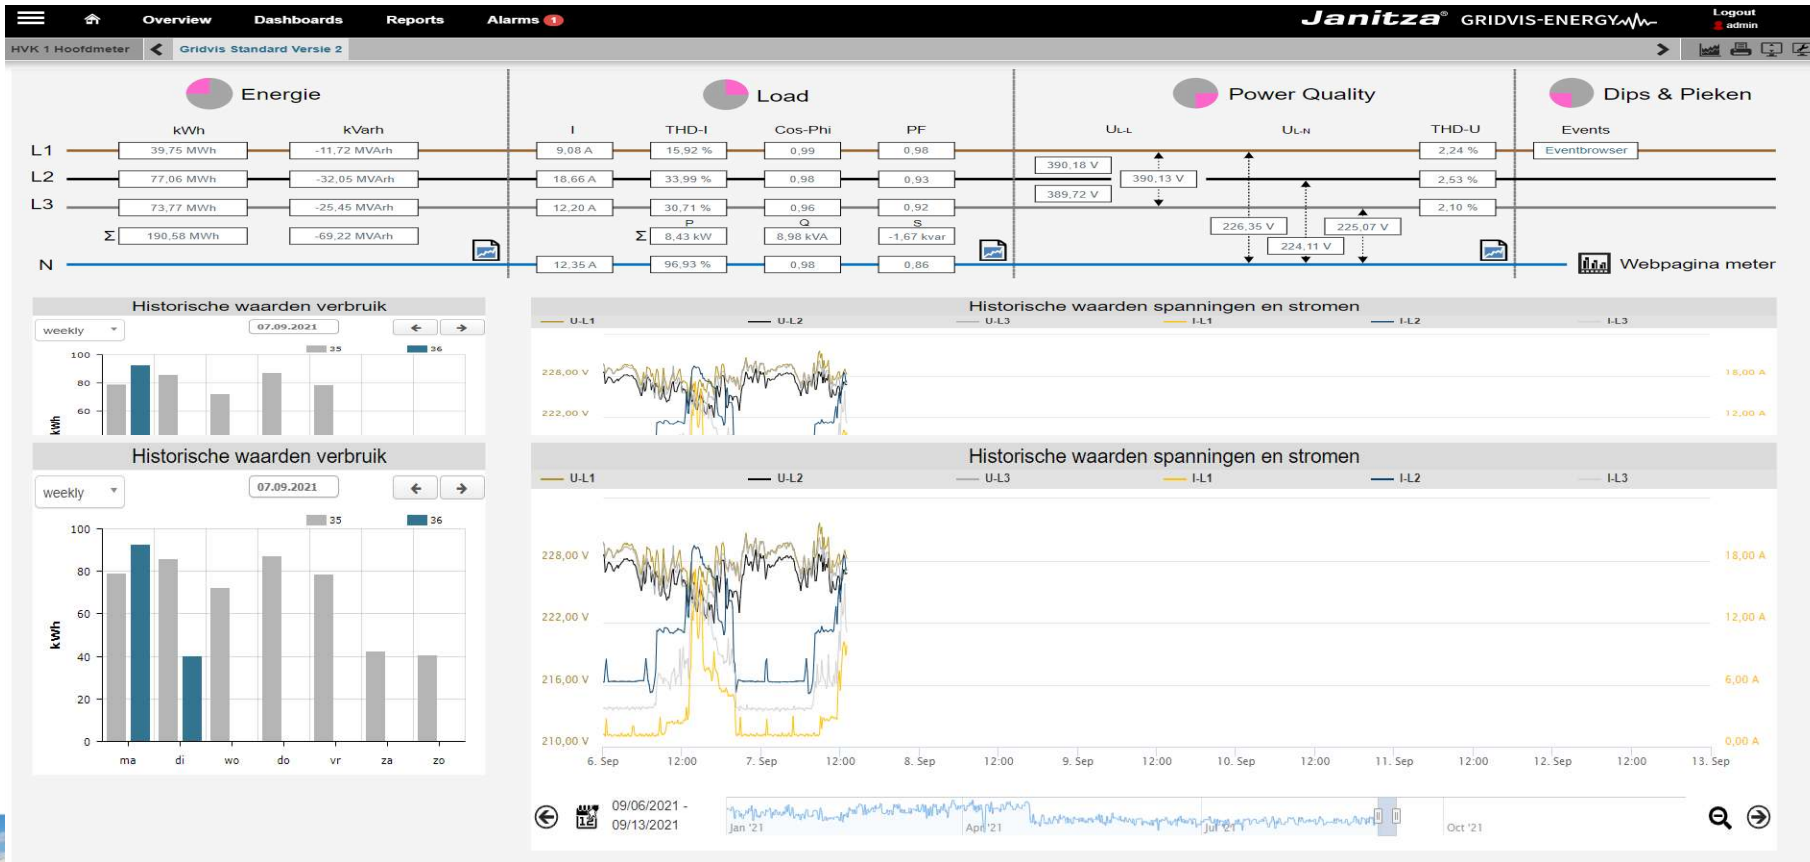 Overview Dashboards Reports Alarms 1 Janitza® GRIDVIS-ENERGY Logout
admin
HVK 1 Hoofdmeter Gridvis Standard Versie 2
Energie Load Power Quality Dips & Pieken
kWh kVarh I THD-I Cos-Phi PF UL-L UL-N THD-U Events
L1 39,75 MWh -11,72 MVArh 9,08 A 15,92 % 0,99 0,98 2,24 % Eventbrowser
390,18 V
L2 77,06 MWh -32,05 MVArh 18,66 A 33,99 % 0,98 0,93 390,13 V 2,53 %
389,72 V
L3 73,77 MWh -25,45 MVArh 12,20 A 30,71 % 0,96 0,92 2,10 %
P Q S
226,35 V 225,07 V
Σ 190,58 MWh -69,22 MVArh Σ 8,43 kW 8,98 kVA -1,67 kvar
224,11 V
N 12,35 A 96,93 % 0,98 0,86 Webpagina meter
Historische waarden verbruik
weekly 07.09.2021
35 36
100
80
60
kWh
Historische waarden spanningen en stromen
U-L1 U-L2 U-L3 I-L1 I-L2 I-L3
228,00 V 18,00 A
222,00 V 12,00 A
Historische waarden verbruik
weekly 07.09.2021
35 36
100
80
60
kWh
40
20
0
ma di wo do vr za zo
Historische waarden spanningen en stromen
U-L1 U-L2 U-L3 I-L1 I-L2 I-L3
228,00 V 18,00 A
222,00 V 12,00 A
216,00 V 6,00 A
210,00 V 0,00 A
6. Sep 12:00 7. Sep 12:00 8. Sep 12:00 9. Sep 12:00 10. Sep 12:00 11. Sep 12:00 12. Sep 12:00 13. Sep
12 09/06/2021 -
09/13/2021
Jan '21 Apr '21 Jul '21 Oct '21